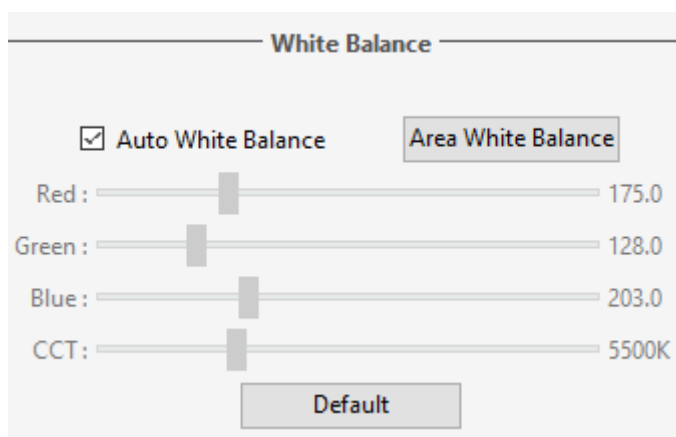 White Balance
Auto White Balance
Area White Balance
Red : 175.0
Green : 128.0
Blue : 203.0
CCT : 5500K
Default